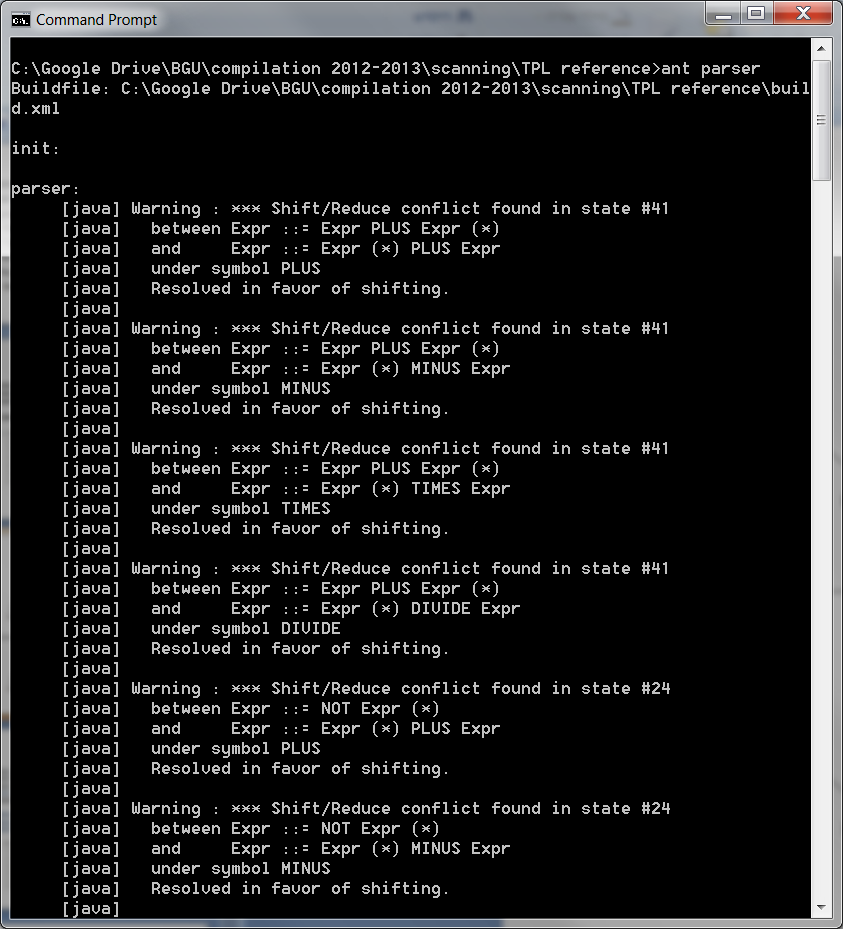 Command Prompt
C:\Google Drive\BGU\compilation 2012-2013\scanning\TPL reference>ant parser
Buildfile: C:\Google Drive\BGU\compilation 2012-2013\scanning\TPL reference\buil
d.xml
init:
parser:
[java] Warning : *** Shift/Reduce conflict found in state #41
[java]   between Expr ::= Expr PLUS Expr (*)
[java]   and     Expr ::= Expr (*) PLUS Expr
[java]   under symbol PLUS
[java]   Resolved in favor of shifting.
[java]
[java] Warning : *** Shift/Reduce conflict found in state #41
[java]   between Expr ::= Expr PLUS Expr (*)
[java]   and     Expr ::= Expr (*) MINUS Expr
[java]   under symbol MINUS
[java]   Resolved in favor of shifting.
[java]
[java] Warning : *** Shift/Reduce conflict found in state #41
[java]   between Expr ::= Expr PLUS Expr (*)
[java]   and     Expr ::= Expr (*) TIMES Expr
[java]   under symbol TIMES
[java]   Resolved in favor of shifting.
[java]
[java] Warning : *** Shift/Reduce conflict found in state #41
[java]   between Expr ::= Expr PLUS Expr (*)
[java]   and     Expr ::= Expr (*) DIVIDE Expr
[java]   under symbol DIVIDE
[java]   Resolved in favor of shifting.
[java]
[java] Warning : *** Shift/Reduce conflict found in state #24
[java]   between Expr ::= NOT Expr (*)
[java]   and     Expr ::= Expr (*) PLUS Expr
[java]   under symbol PLUS
[java]   Resolved in favor of shifting.
[java]
[java] Warning : *** Shift/Reduce conflict found in state #24
[java]   between Expr ::= NOT Expr (*)
[java]   and     Expr ::= Expr (*) MINUS Expr
[java]   under symbol MINUS
[java]   Resolved in favor of shifting.
[java]